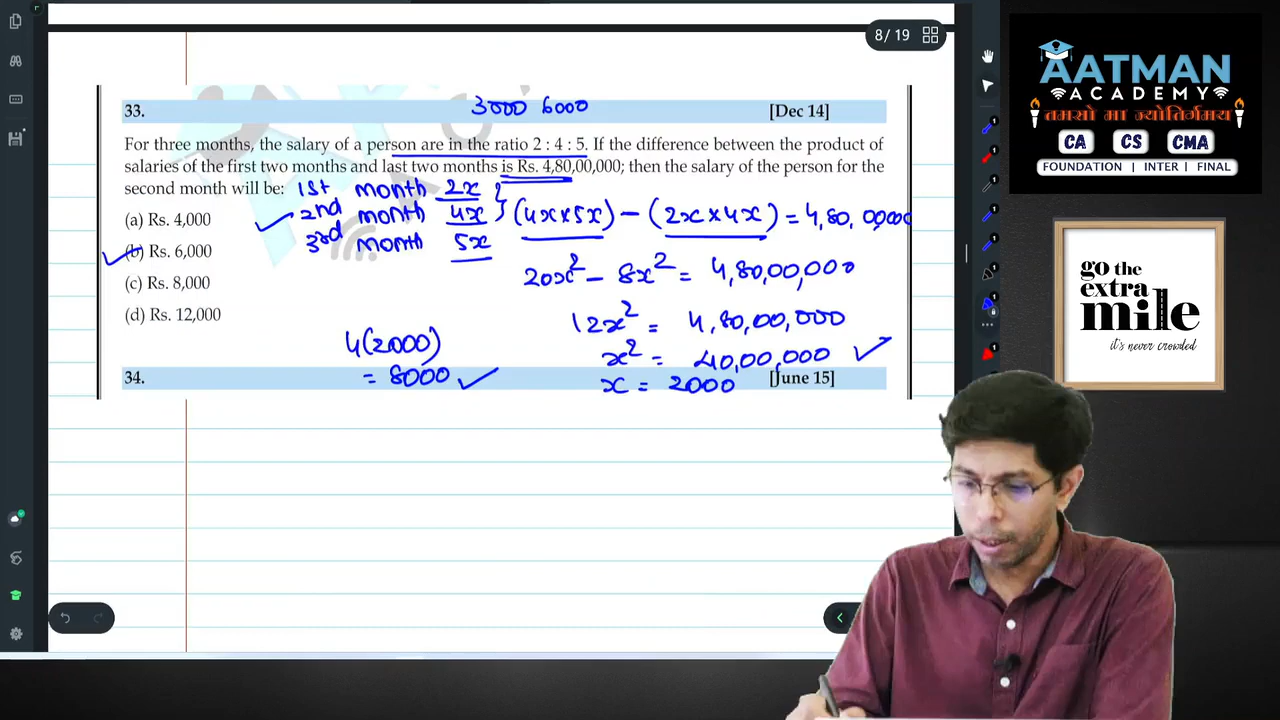 8/19
3000 6000
33. [Dec 14]
For three months, the salary of a person are in the ratio 2 : 4 : 5. If the difference between the product of
salaries of the first two months and last two months is Rs. 4,80,00,000; then the salary of the person for the
second month will be:
1st month 2x
2nd month 4x
3rd month 5x
(4x×5x) – (2x×4x) = 4,80,00,000
(a) Rs. 4,000
(b) Rs. 6,000
(c) Rs. 8,000
(d) Rs. 12,000
20x² – 8x² = 4,80,00,000
12x² = 4,80,00,000
x² = 40,00,000
x = 2000
4(2000)
= 8000
34. [June 15]
AATMAN
ACADEMY
तमसो मा ज्योतिर्गमय
CA CS CMA
FOUNDATION | INTER | FINAL
go the
extra
mile
it's never crowded